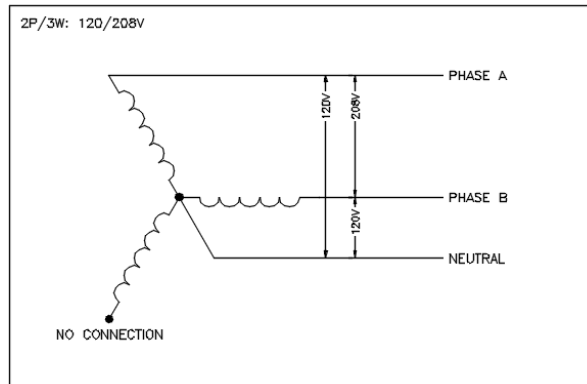 2P/3W: 120/208V
PHASE A
120V
208V
PHASE B
120V
NEUTRAL
NO CONNECTION